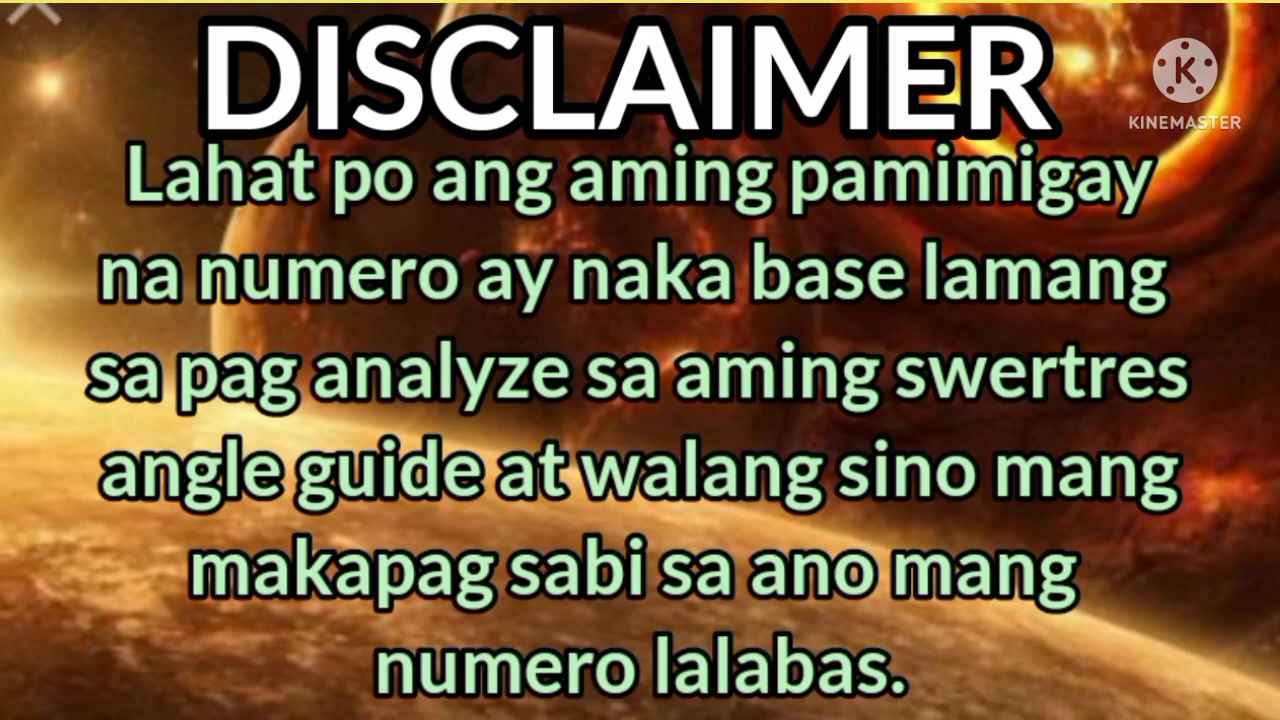 DISCLAIMER
K
KINEMASTER
Lahat po ang aming pamimigay
na numero ay naka base lamang
sa pag analyze sa aming swertres
angle guide at walang sino mang
makapag sabi sa ano mang
numero lalabas.